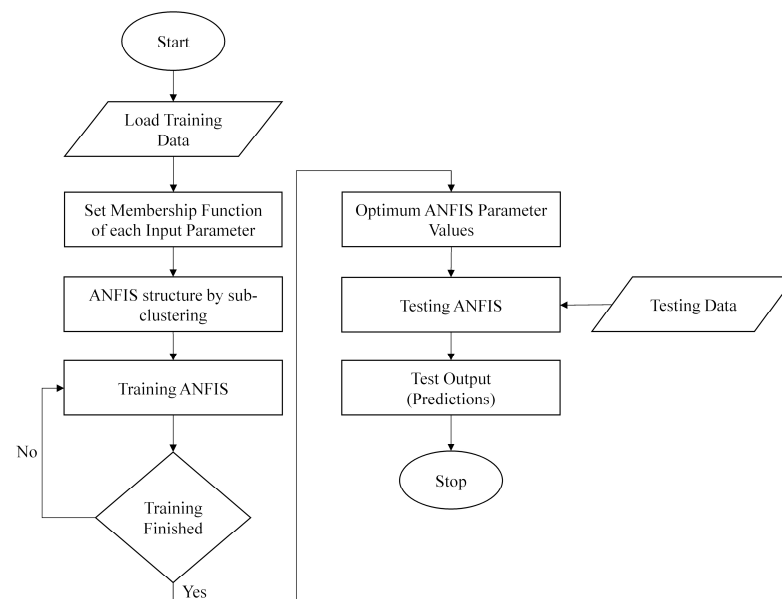 Start
Load Training
Data
Set Membership Function
of each Input Parameter
ANFIS structure by sub-
clustering
Training ANFIS
No
Training
Finished
Yes
Optimum ANFIS Parameter
Values
Testing ANFIS
Testing Data
Test Output
(Predictions)
Stop